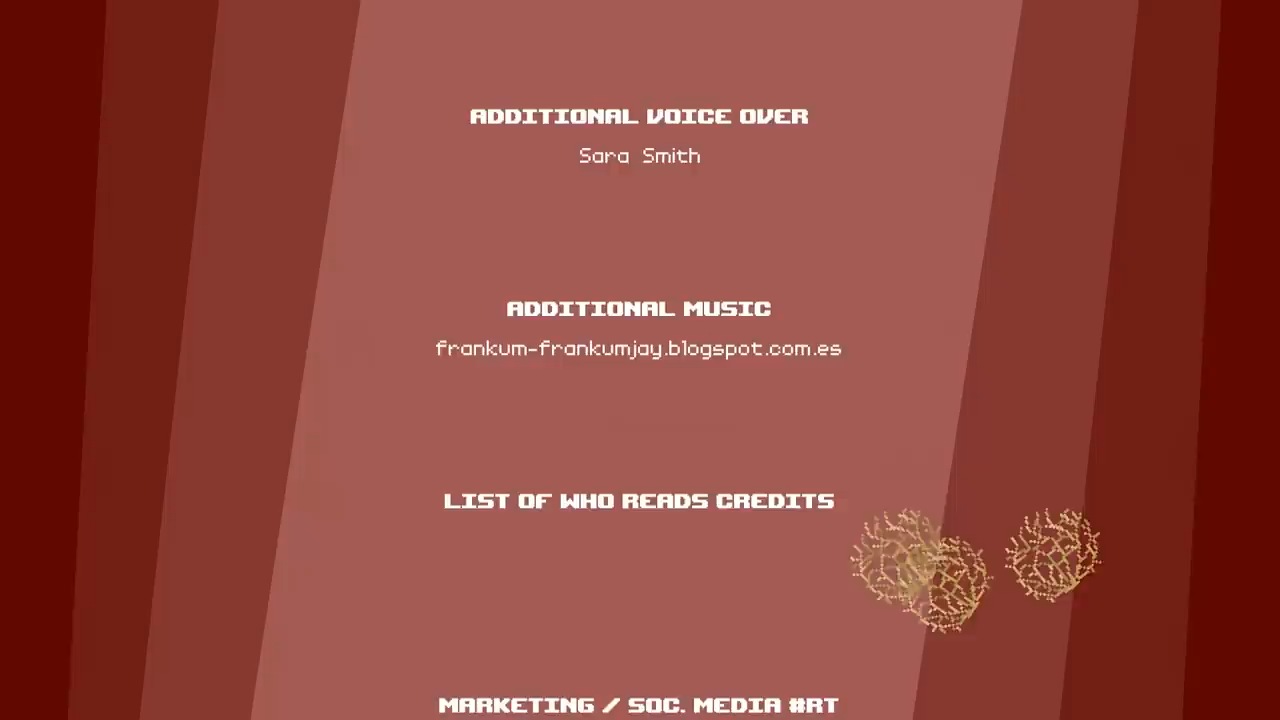 ADDITIONAL VOICE OVER
Sara Smith
ADDITIONAL MUSIC
frankum-frankumjay.blogspot.com.es
LIST OF WHO READS CREDITS
MARKETING / SOC. MEDIA #RT